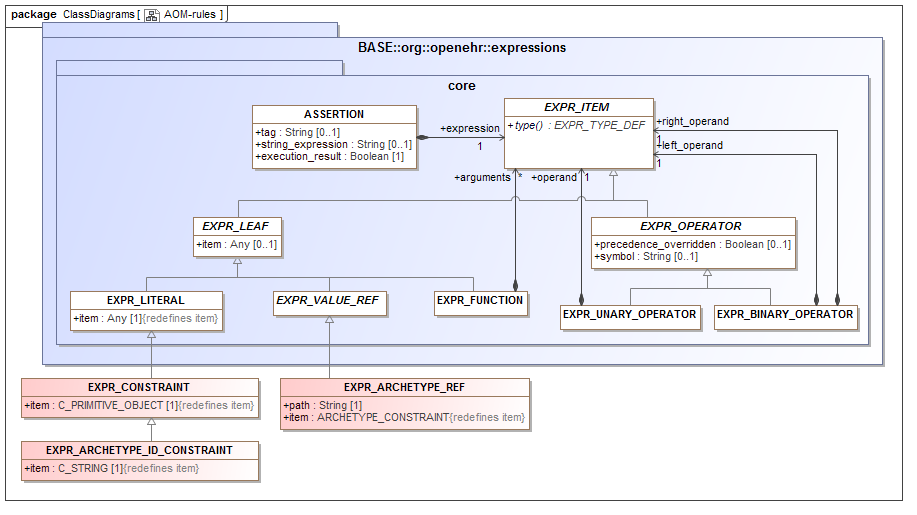 package ClassDiagrams [ AOM-rules ]
BASE::org::openehr::expressions
core
ASSERTION
+tag : String [0..1]
+string_expression : String [0..1]
+execution_result : Boolean [1]
+expression
1
EXPR_ITEM
+type() : EXPR_TYPE_DEF
+right_operand
1
+left_operand
1
+arguments
*
+operand
1
EXPR_LEAF
+item : Any [0..1]
EXPR_OPERATOR
+precedence_overridden : Boolean [0..1]
+symbol : String [0..1]
EXPR_LITERAL
+item : Any [1]{redefines item}
EXPR_VALUE_REF
EXPR_FUNCTION
EXPR_UNARY_OPERATOR
EXPR_BINARY_OPERATOR
EXPR_CONSTRAINT
+item : C_PRIMITIVE_OBJECT [1]{redefines item}
EXPR_ARCHETYPE_REF
+path : String [1]
+item : ARCHETYPE_CONSTRAINT{redefines item}
EXPR_ARCHETYPE_ID_CONSTRAINT
+item : C_STRING [1]{redefines item}